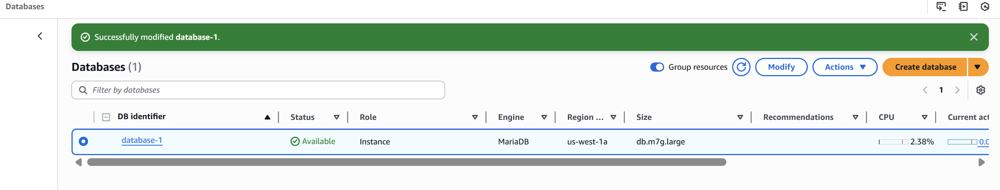 Databases
Successfully modified database-1.
Databases (1)
Group resources
Modify
Actions
Create database
Filter by databases
1
DB identifier Status Role Engine Region ... Size Recommendations CPU Current act
database-1 Available Instance MariaDB us-west-1a db.m7g.large 2.38% 0.0